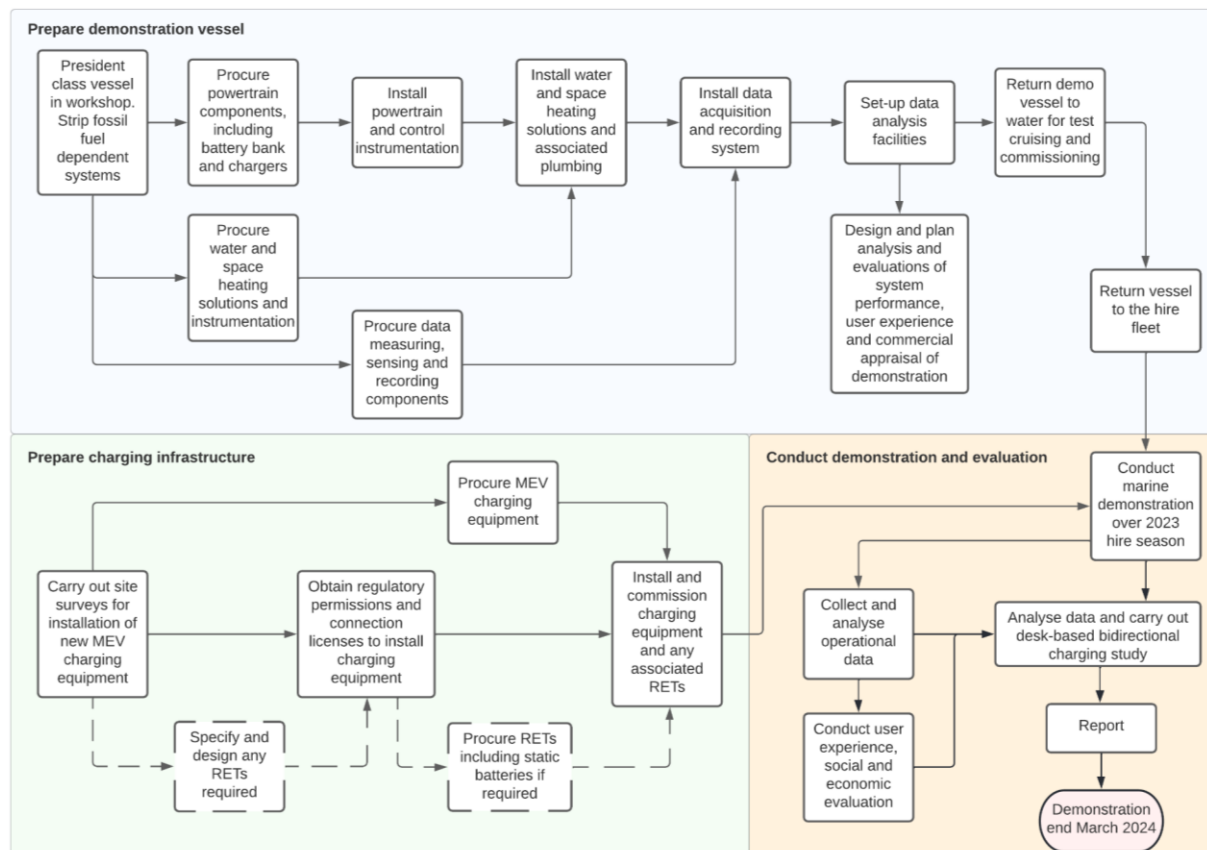 Prepare demonstration vessel
President
class vessel
in workshop.
Strip fossil
fuel
dependent
systems
Procure
powertrain
components,
including
battery bank
and chargers
Install
powertrain
and control
instrumentation
Install water
and space
heating
solutions and
associated
plumbing
Install data
acquisition
and recording
system
Set-up data
analysis
facilities
Return demo
vessel to
water for test
cruising and
commissioning
Procure
water and
space
heating
solutions and
instrumentation
Procure data
measuring,
sensing and
recording
components
Design and plan
analysis and
evaluations of
system
performance,
user experience
and commercial
appraisal of
demonstration
Return vessel
to the hire
fleet
Prepare charging infrastructure
Procure MEV
charging
equipment
Carry out site
surveys for
installation of
new MEV
charging
equipment
Obtain regulatory
permissions and
connection
licenses to install
charging
equipment
Install and
commission
charging
equipment
and any
associated
RETs
Specify and
design any
RETs
required
Procure RETs
including static
batteries if
required
Conduct demonstration and evaluation
Conduct
marine
demonstration
over 2023
hire season
Collect and
analyse
operational
data
Analyse data and carry out
desk-based bidirectional
charging study
Conduct user
experience,
social and
economic
evaluation
Report
Demonstration
end March 2024